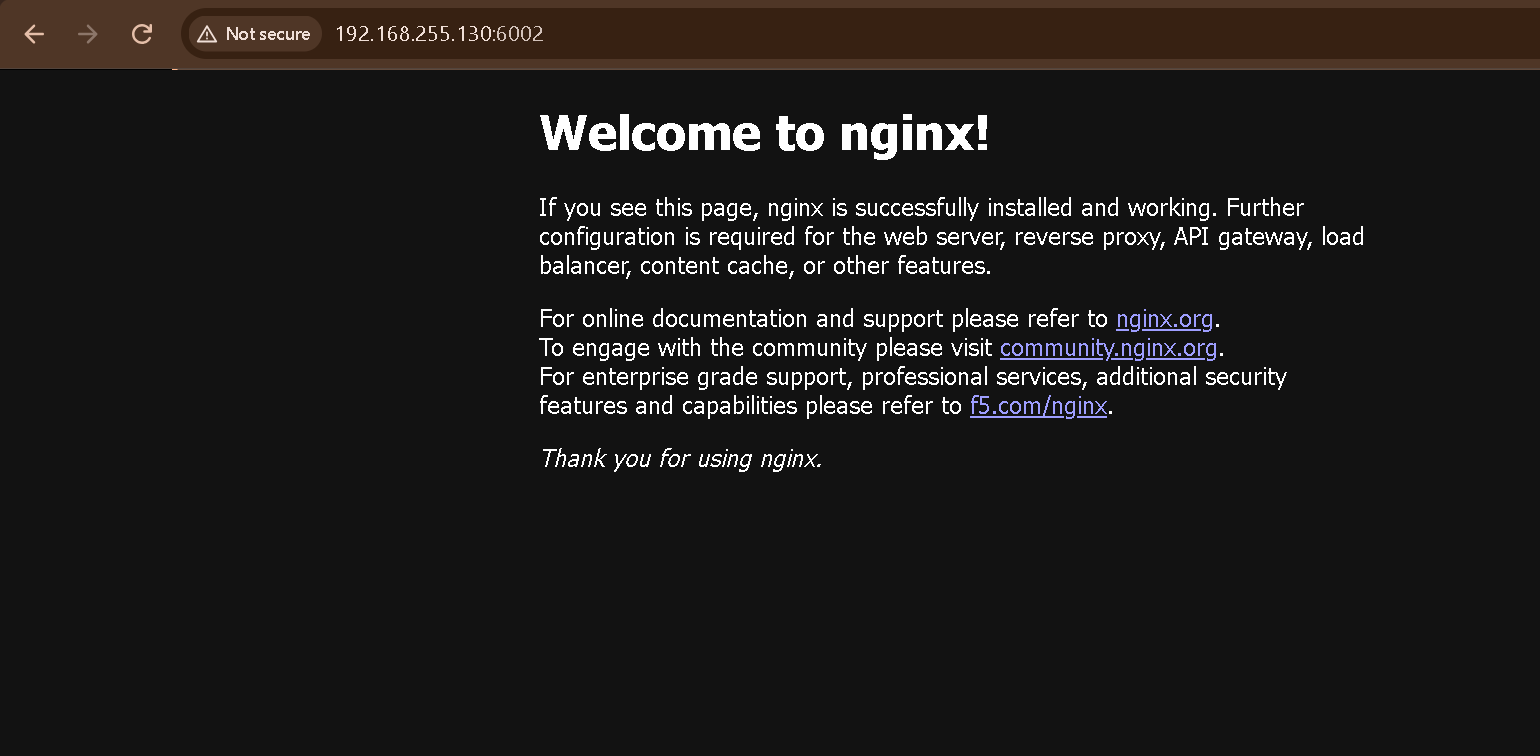 Not secure 192.168.255.130:6002
Welcome to nginx!
If you see this page, nginx is successfully installed and working. Further
configuration is required for the web server, reverse proxy, API gateway, load
balancer, content cache, or other features.
For online documentation and support please refer to nginx.org.
To engage with the community please visit community.nginx.org.
For enterprise grade support, professional services, additional security
features and capabilities please refer to f5.com/nginx.
Thank you for using nginx.